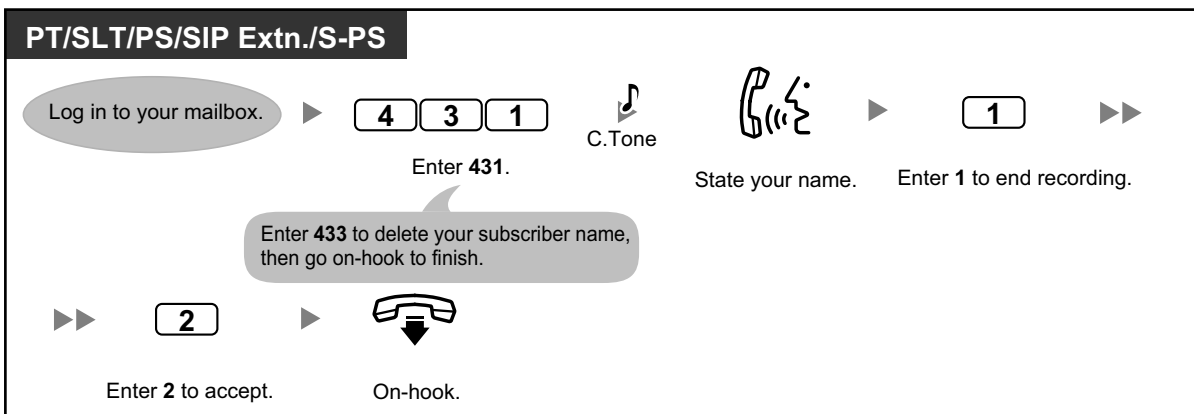 PT/SLT/PS/SIP Extn./S-PS
Log in to your mailbox.
4 3 1
C.Tone
1
Enter 431.
State your name.
Enter 1 to end recording.
Enter 433 to delete your subscriber name,
then go on-hook to finish.
2
Enter 2 to accept.
On-hook.